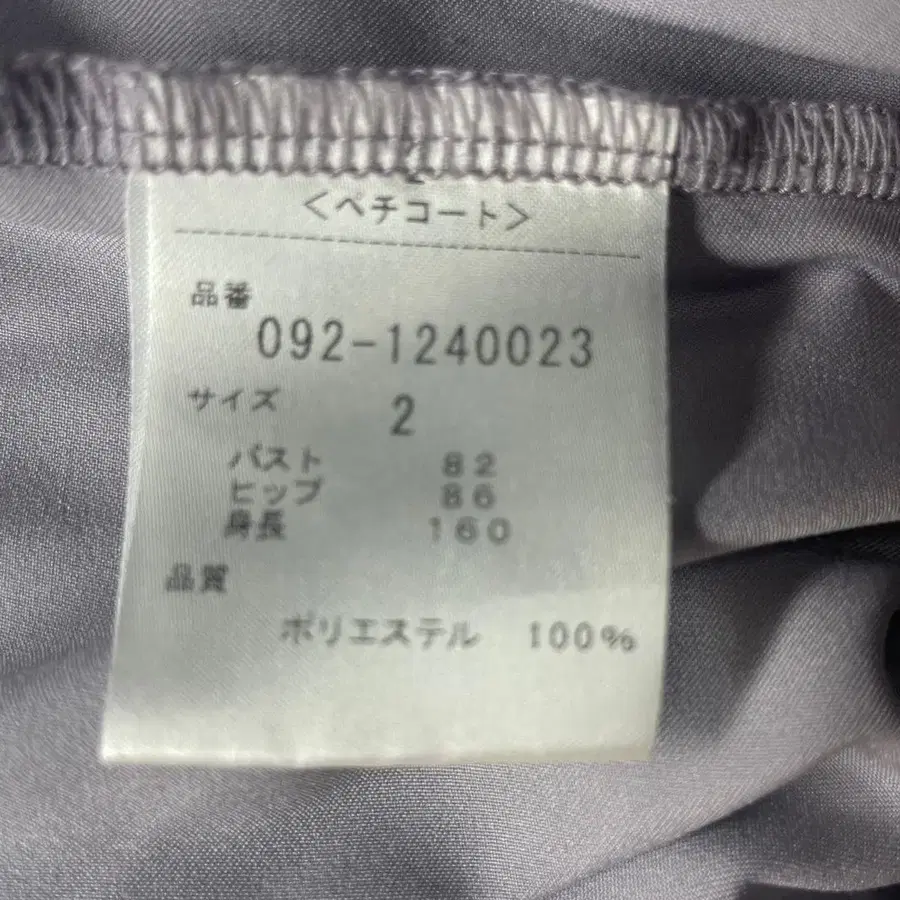 <ペチコート>
品番
092-1240023
サイズ 2
バスト 82
ヒップ 86
身長 160
品質
ポリエステル 100%